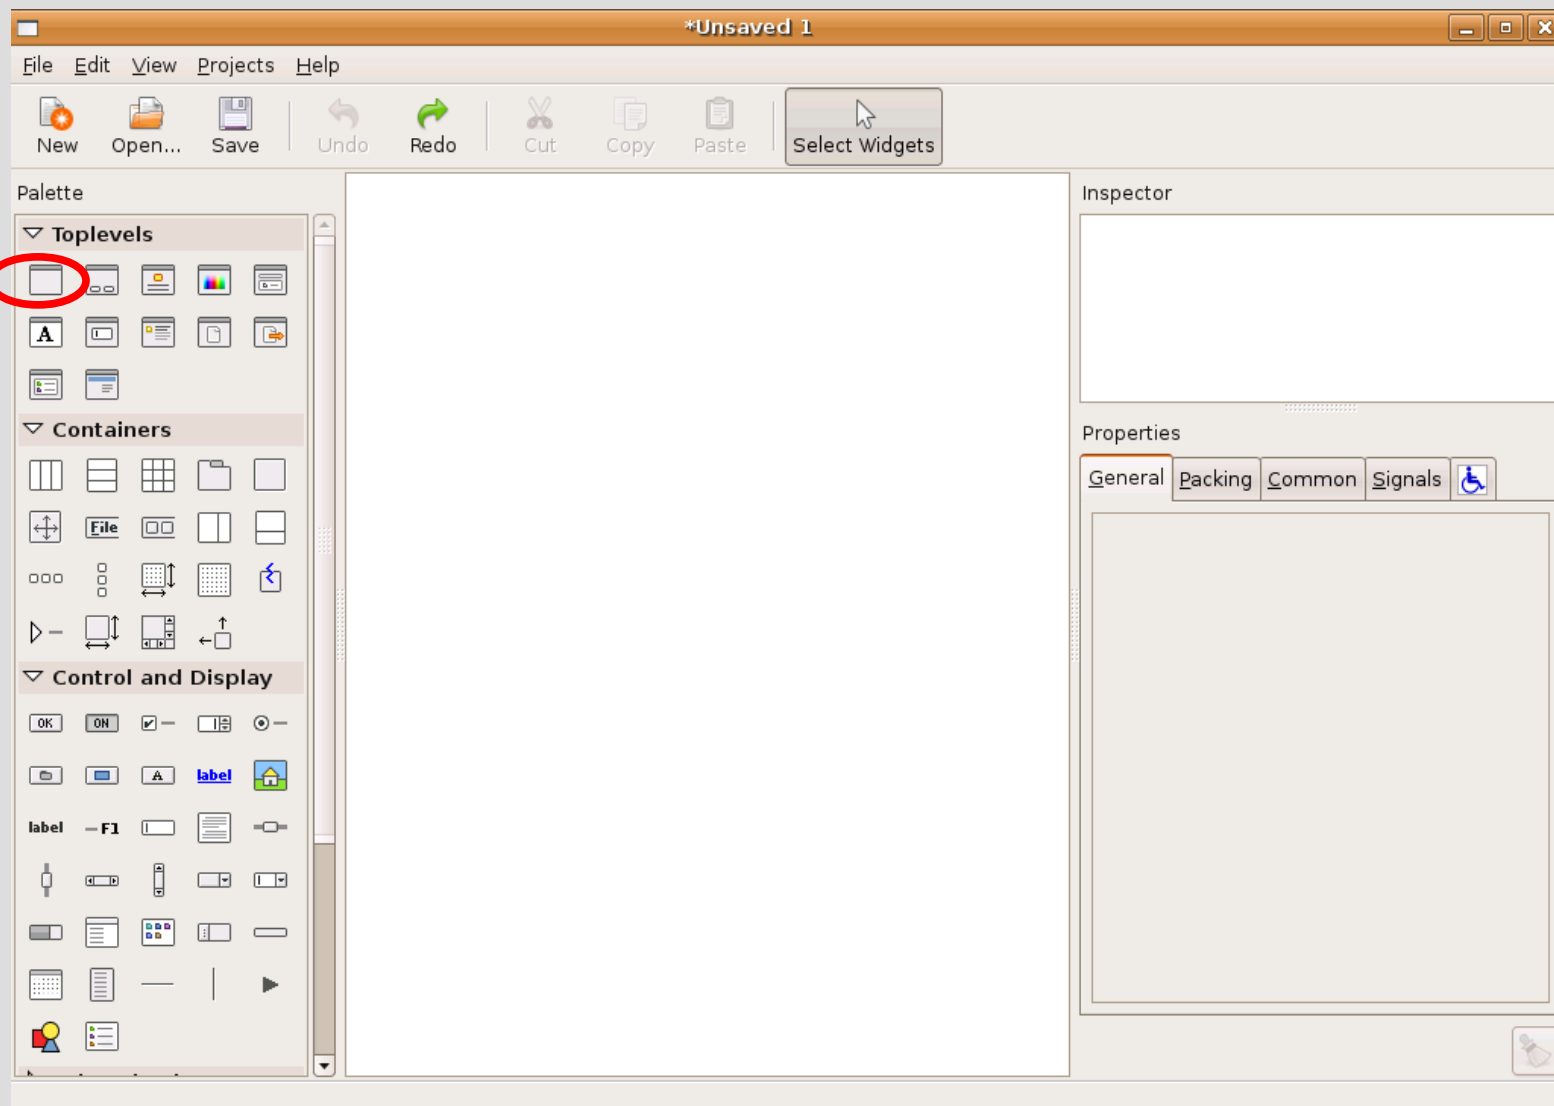 *Unsaved 1
File Edit View Projects Help
New Open... Save Undo Redo Cut Copy Paste Select Widgets
Palette
Inspector
Toplevels
A
Containers
Properties
General Packing Common Signals
File
Control and Display
OK ON
A label
label F1